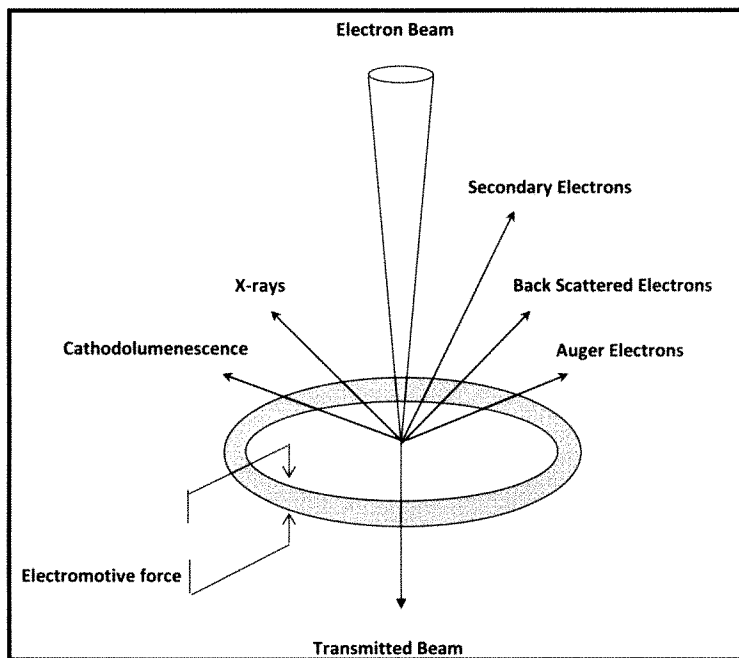 Electron Beam
Secondary Electrons
X-rays
Back Scattered Electrons
Cathodolumenescence
Auger Electrons
Electromotive force
Transmitted Beam